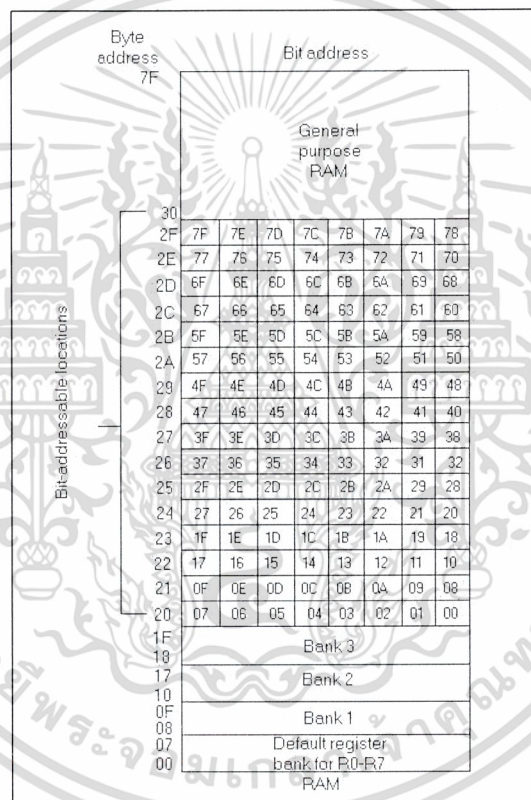 Byte
address
7F
Bit address
General
purpose
RAM
30
2F 7F 7E 7D 7C 7B 7A 79 78
2E 77 76 75 74 73 72 71 70
2D 6F 6E 6D 6C 6B 6A 69 68
2C 67 66 65 64 63 62 61 60
2B 5F 5E 5D 5C 5B 5A 59 58
2A 57 56 55 54 53 52 51 50
29 4F 4E 4D 4C 4B 4A 49 48
28 47 46 45 44 43 42 41 40
27 3F 3E 3D 3C 3B 3A 39 38
26 37 36 35 34 33 32 31 32
25 2F 2E 2D 2C 2B 2A 29 28
24 27 26 25 24 23 22 21 20
23 1F 1E 1D 1C 1B 1A 19 18
22 17 16 15 14 13 12 11 10
21 0F 0E 0D 0C 0B 0A 09 08
20 07 06 05 04 03 02 01 00
Bit-addressable locations
1F
18
Bank 3
17
10
Bank 2
0F
08
Bank 1
07
00
Default register
bank for R0-R7
RAM